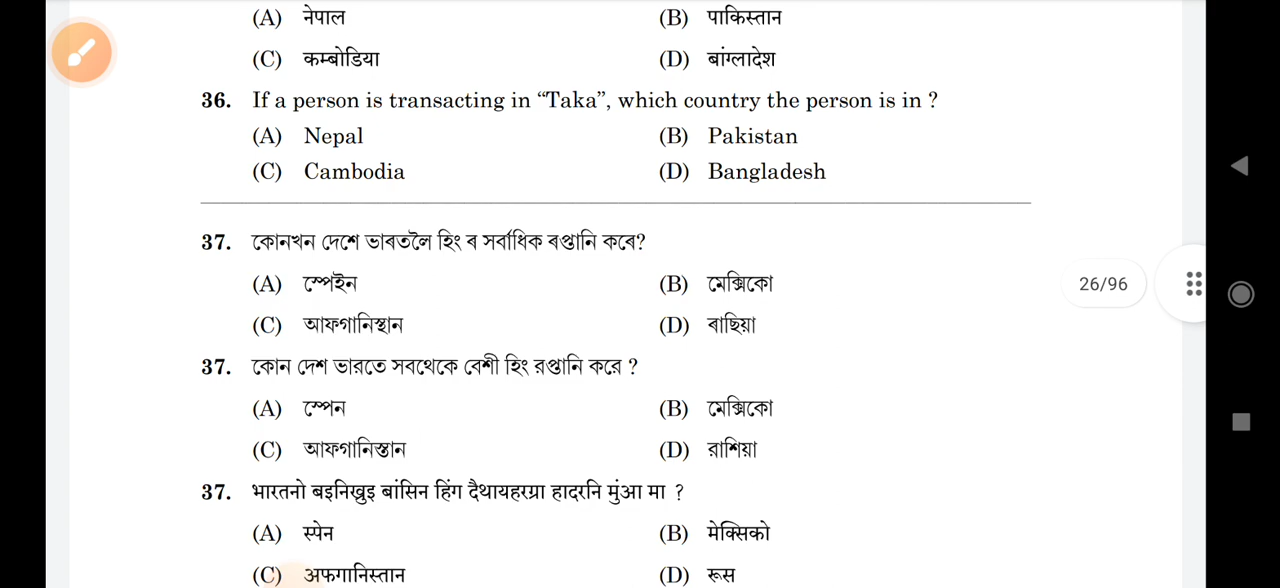 (A) नेपाल (B) पाकिस्तान
(C) कम्बोडिया (D) बांग्लादेश
36. If a person is transacting in “Taka”, which country the person is in ?
(A) Nepal (B) Pakistan
(C) Cambodia (D) Bangladesh
37. কোনখন দেশে ভাৰতলৈ হিং ৰ সৰ্বাধিক ৰপ্তানি কৰে?
(A) স্পেইন (B) মেক্সিকো
(C) আফগানিস্থান (D) ৰাছিয়া
26/96
37. কোন দেশ ভারতে সবথেকে বেশী হিং রপ্তানি করে ?
(A) স্পেন (B) মেক্সিকো
(C) আফগানিস্তান (D) রাশিয়া
37. भारतनो बइनिखुइ बांसिन हिंग दैथायहरग्रा हादरनि मुंआ मा ?
(A) स्पेन (B) मेक्सिको
(C) अफगानिस्तान (D) रूस